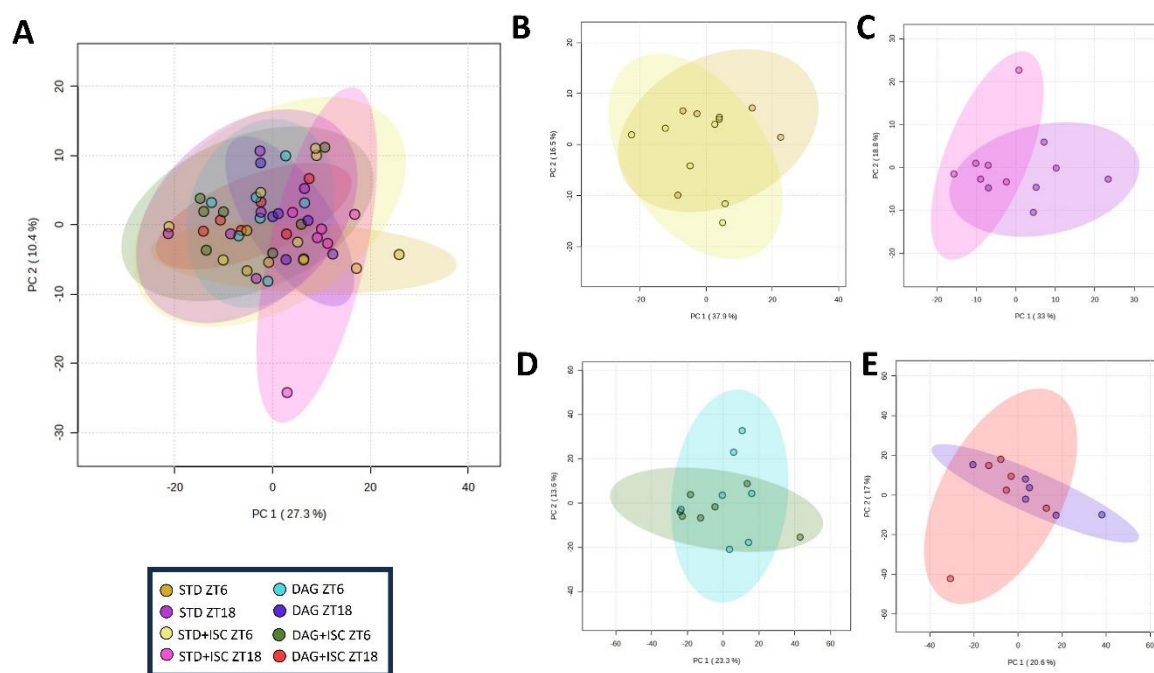 A
20
10
0
-10
-20
-30
PC 2 ( 10.4 %)
-20
0
20
40
PC 1 ( 27.3 %)
B
20
10
0
-10
-20
PC 2 ( 16.5 %)
-20
0
20
40
PC 1 ( 37.9 %)
C
30
20
10
0
-10
-20
PC 2 ( 18.8 %)
-20
-10
0
10
20
30
PC 1 ( 33 %)
D
60
40
20
0
-20
-40
PC 2 ( 13.6 %)
-60
-40
-20
0
20
40
60
PC 1 ( 23.3 %)
E
60
40
20
0
-20
-40
-60
PC 2 ( 17 %)
-40
-20
0
20
40
60
PC 1 ( 20.6 %)
STD ZT6
STD ZT18
STD+ISC ZT6
STD+ISC ZT18
DAG ZT6
DAG ZT18
DAG+ISC ZT6
DAG+ISC ZT18